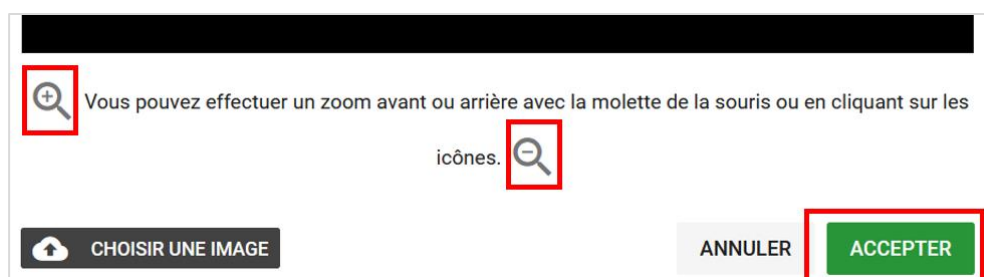 Vous pouvez effectuer un zoom avant ou arrière avec la molette de la souris ou en cliquant sur les
icônes.
CHOISIR UNE IMAGE ANNULER ACCEPTER